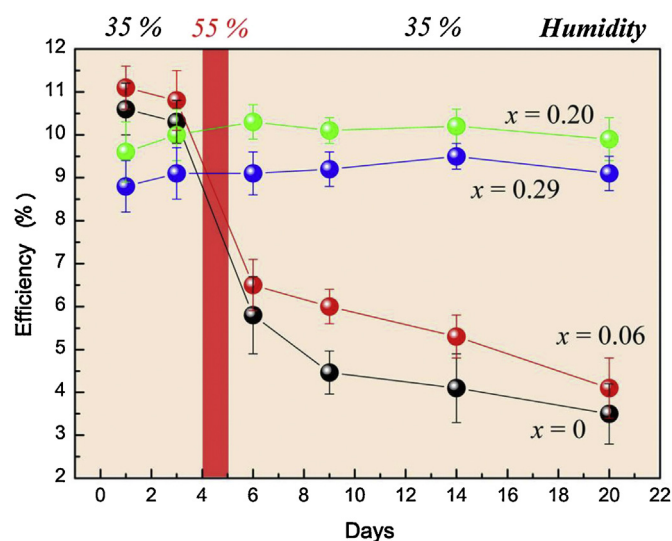 35 % 55 % 35 % Humidity
12
11
10
9
8
7
6
5
4
3
2
Efficiency (%)
x = 0.20
x = 0.29
x = 0.06
x = 0
0 2 4 6 8 10 12 14 16 18 20 22
Days